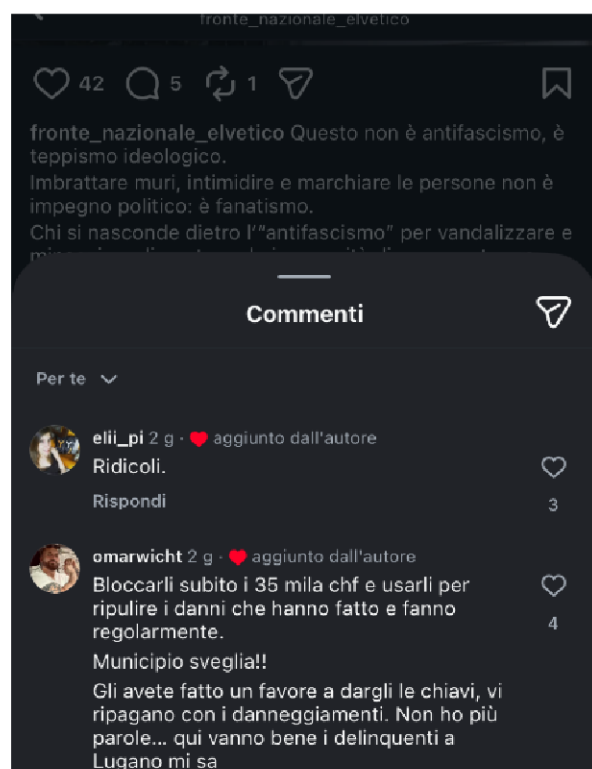 fronte_nazionale_elvetico
42 5 1
fronte_nazionale_elvetico Questo non è antifascismo, è
teppismo ideologico.
Imbrattare muri, intimidire e marchiare le persone non è
impegno politico: è fanatismo.
Chi si nasconde dietro l'"antifascismo" per vandalizzare e
Commenti
Per te
elii_pi 2 g · aggiunto dall'autore
Ridicoli.
Rispondi
3
omarwicht 2 g · aggiunto dall'autore
Bloccarli subito i 35 mila chf e usarli per
ripulire i danni che hanno fatto e fanno
regolarmente.
4
Municipio sveglia!!
Gli avete fatto un favore a dargli le chiavi, vi
ripagano con i danneggiamenti. Non ho più
parole... qui vanno bene i delinquenti a
Lugano mi sa